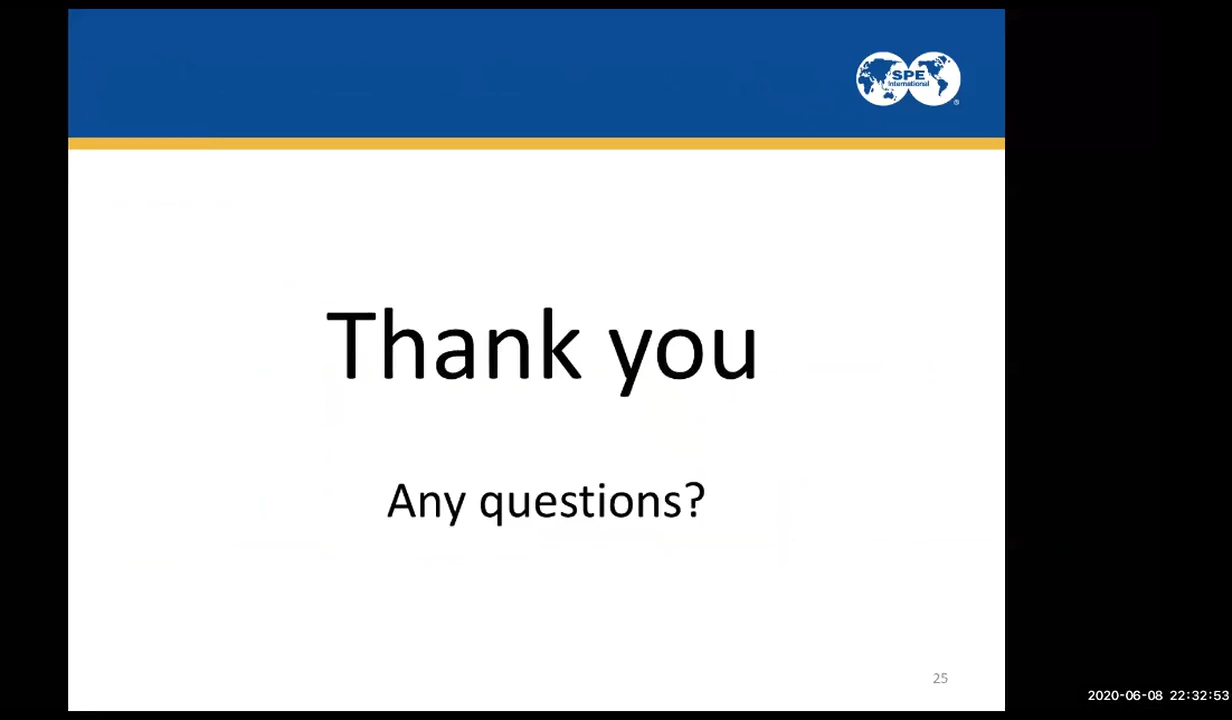 SPE
International
®
Thank you
Any questions?
25
2020-06-08 22:32:53